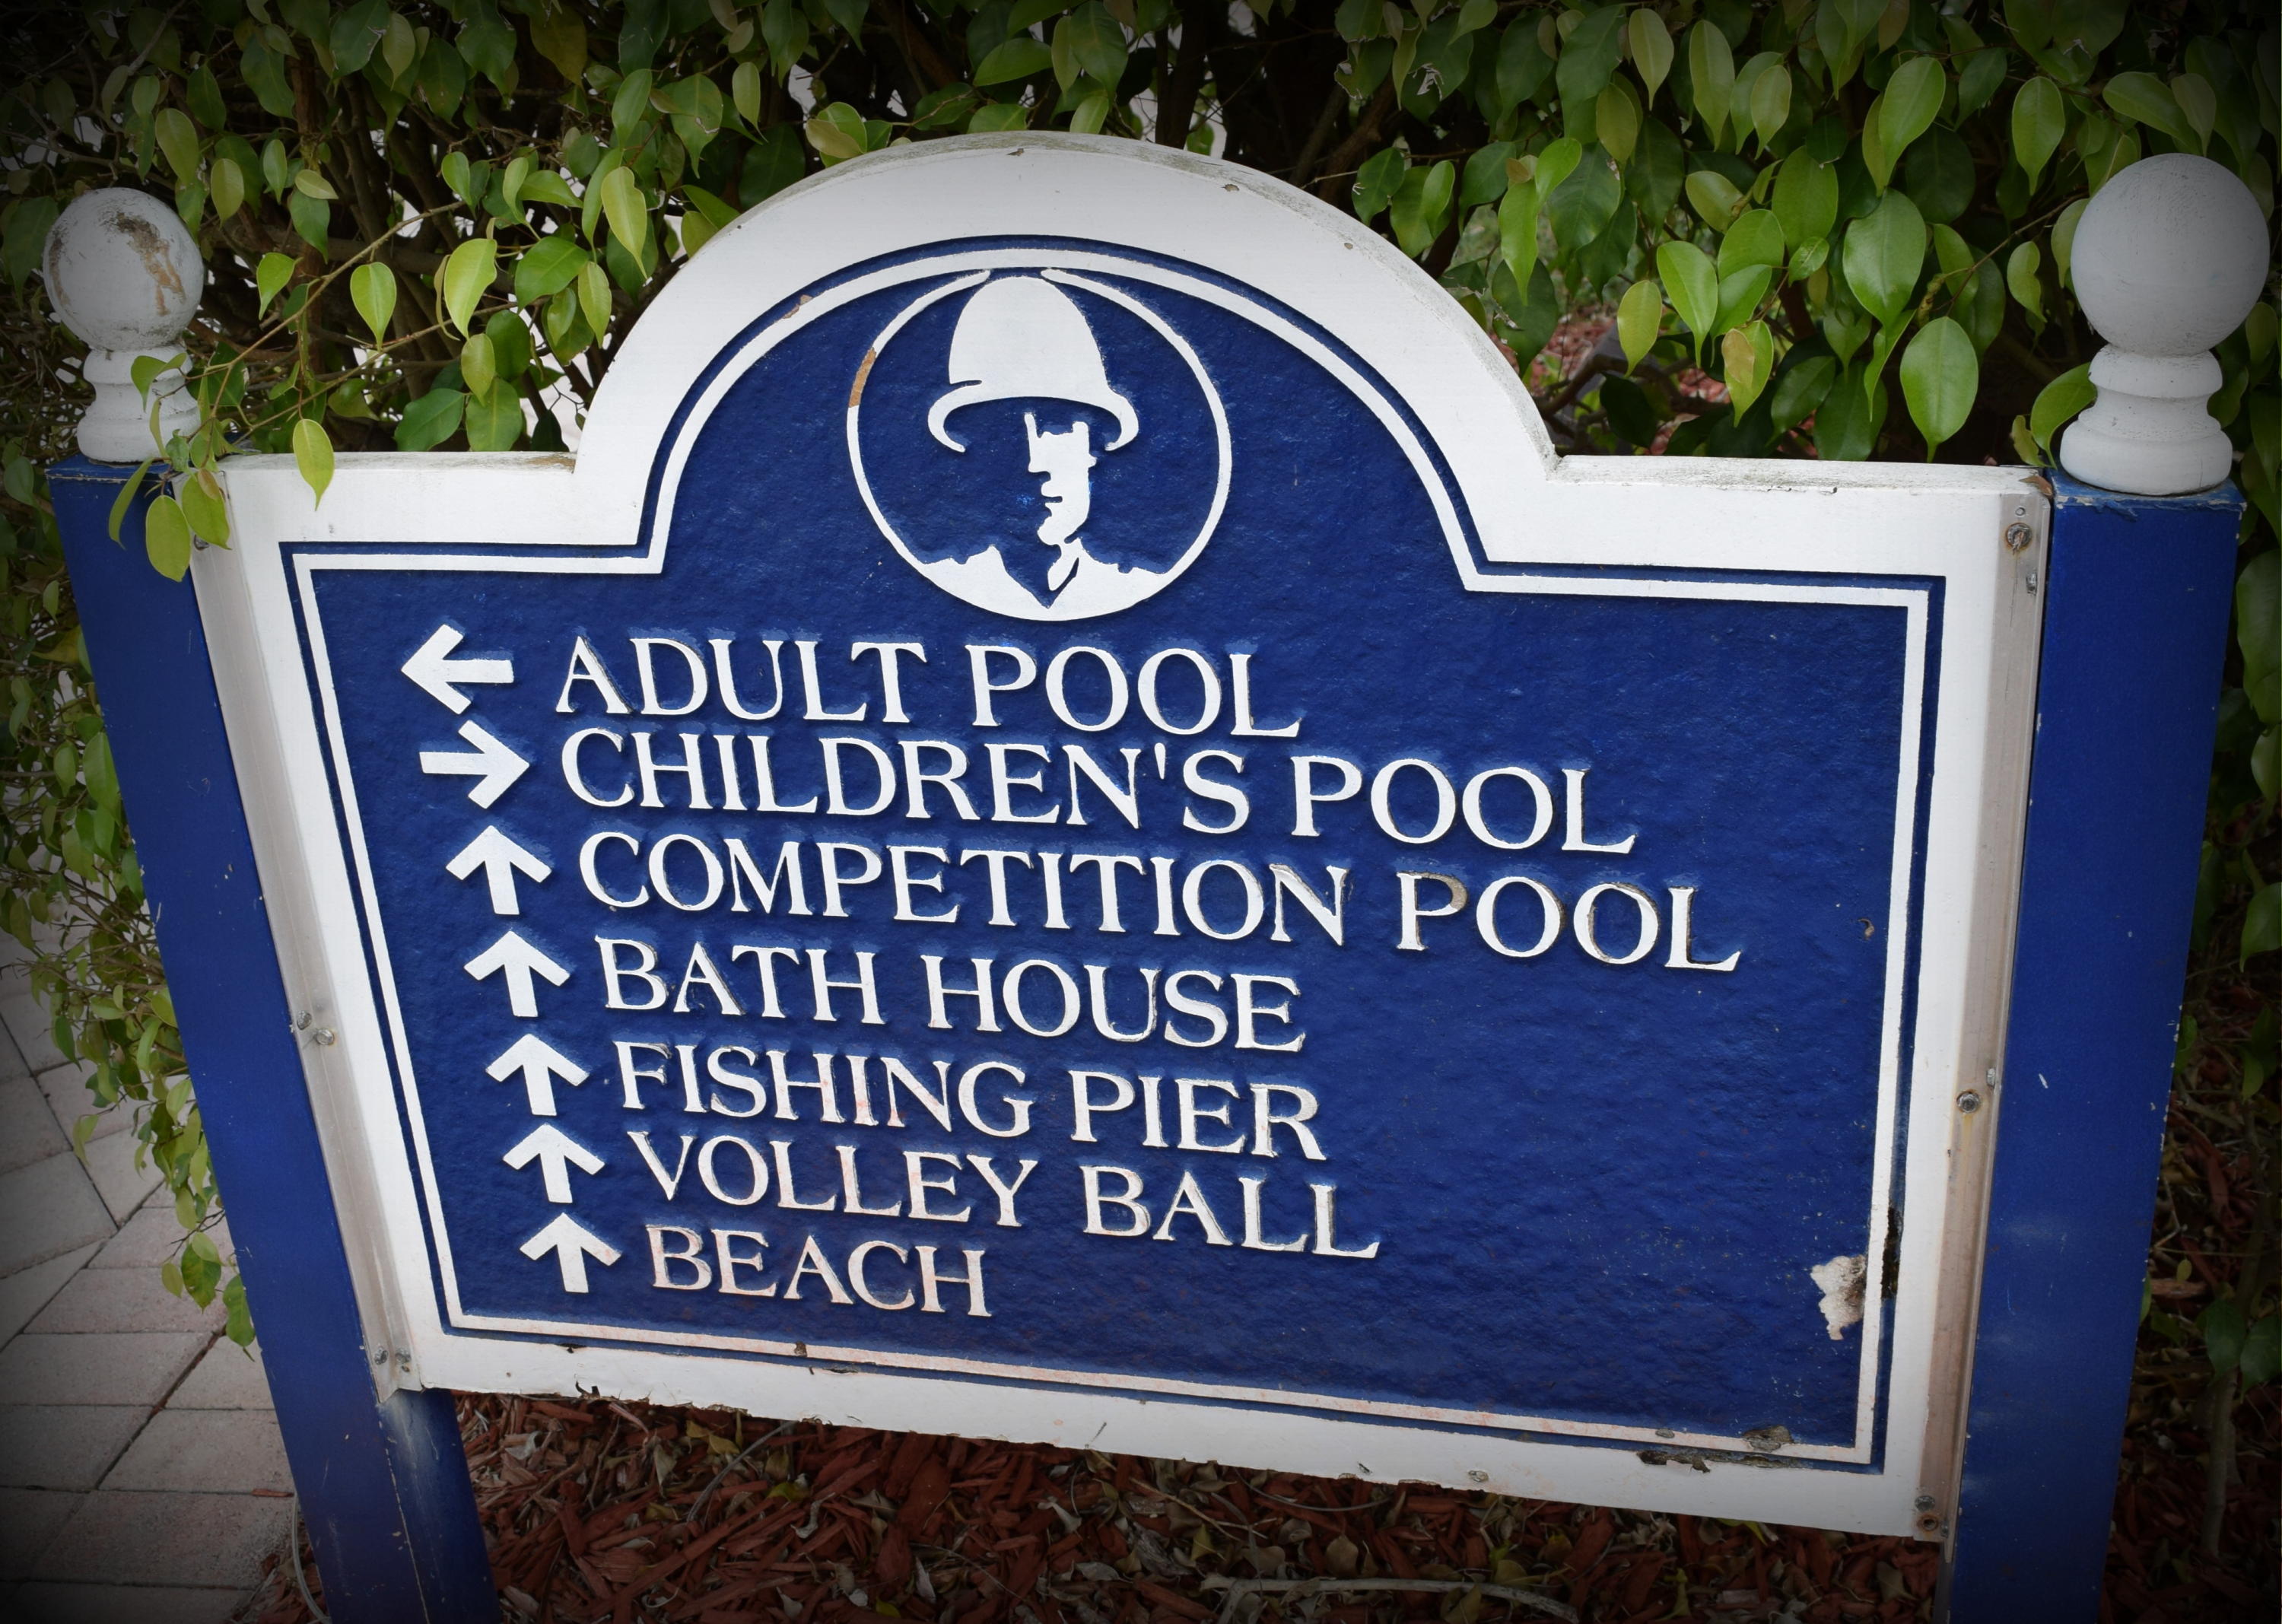 ← ADULT POOL
→ CHILDREN'S POOL
↑ COMPETITION POOL
↑ BATH HOUSE
↑ FISHING PIER
↑ VOLLEY BALL
↑ BEACH